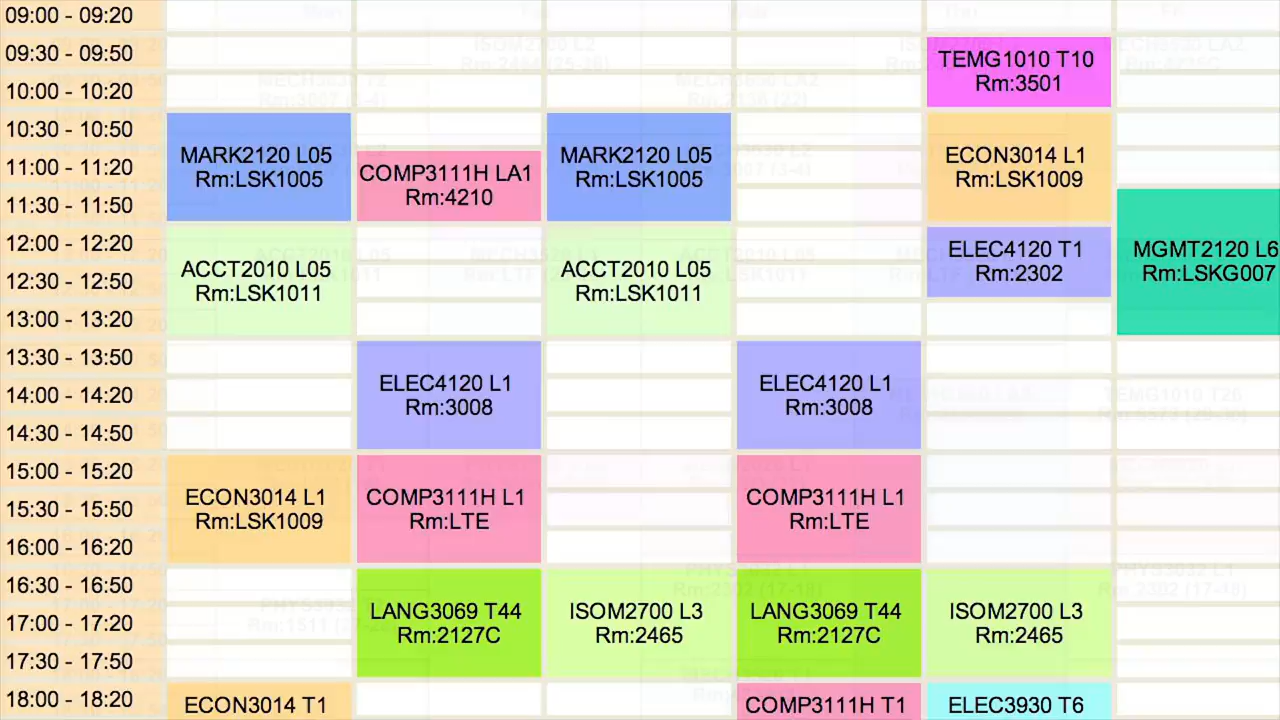 09:00 - 09:20
09:30 - 09:50
TEMG1010 T10
Rm:3501
10:00 - 10:20
10:30 - 10:50
MARK2120 L05
Rm:LSK1005
MARK2120 L05
Rm:LSK1005
ECON3014 L1
Rm:LSK1009
11:00 - 11:20
COMP3111H LA1
Rm:4210
11:30 - 11:50
12:00 - 12:20
ELEC4120 T1
Rm:2302
MGMT2120 L6
Rm:LSKG007
ACCT2010 L05
Rm:LSK1011
ACCT2010 L05
Rm:LSK1011
12:30 - 12:50
13:00 - 13:20
13:30 - 13:50
ELEC4120 L1
Rm:3008
ELEC4120 L1
Rm:3008
14:00 - 14:20
14:30 - 14:50
15:00 - 15:20
ECON3014 L1
Rm:LSK1009
COMP3111H L1
Rm:LTE
COMP3111H L1
Rm:LTE
15:30 - 15:50
16:00 - 16:20
16:30 - 16:50
LANG3069 T44
Rm:2127C
ISOM2700 L3
Rm:2465
LANG3069 T44
Rm:2127C
ISOM2700 L3
Rm:2465
17:00 - 17:20
17:30 - 17:50
18:00 - 18:20
ECON3014 T1
COMP3111H T1
ELEC3930 T6